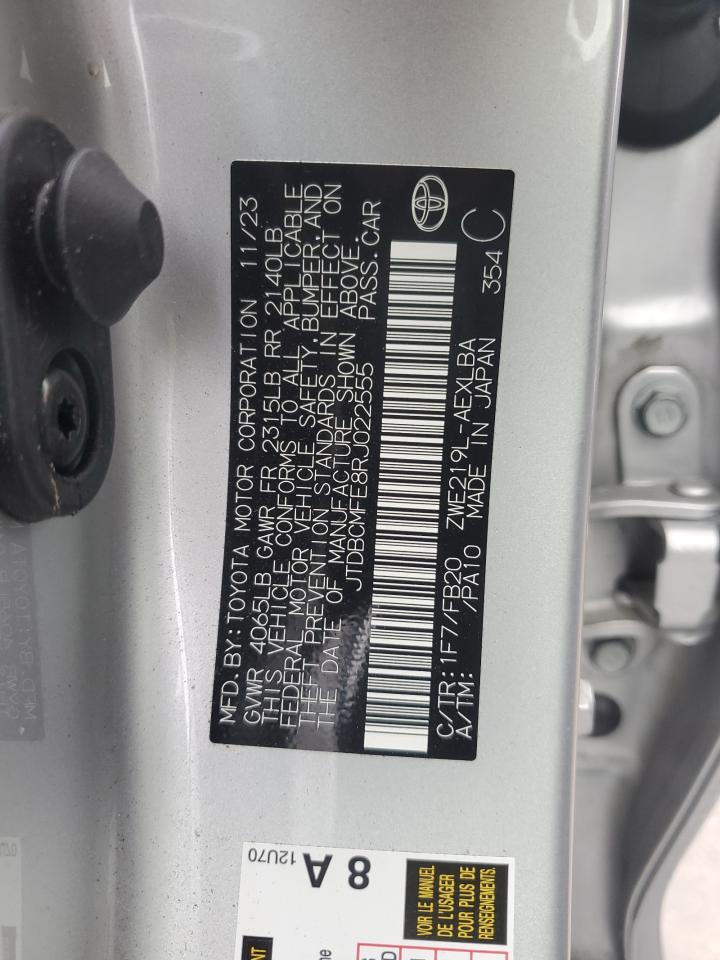 MFD. BY: TOYOTA MOTOR CORPORATION 11/23
GVWR 4065LB GAWR FR 2315LB RR 2140LB
THIS VEHICLE CONFORMS TO ALL APPLICABLE
FEDERAL MOTOR VEHICLE SAFETY, BUMPER, AND
THEFT PREVENTION STANDARDS IN EFFECT ON
THE DATE OF MANUFACTURE SHOWN ABOVE.
JTDBCMFE8RJ022555 PASS. CAR
C/TR: 1F7/FB20 ZWE219L-AEXLBA
A/TM: /PA10 MADE IN JAPAN 354 C
8 A
12U70
VOIR LE MANUEL
DE L'USAGER
POUR PLUS DE
RENSEIGNEMENTS.